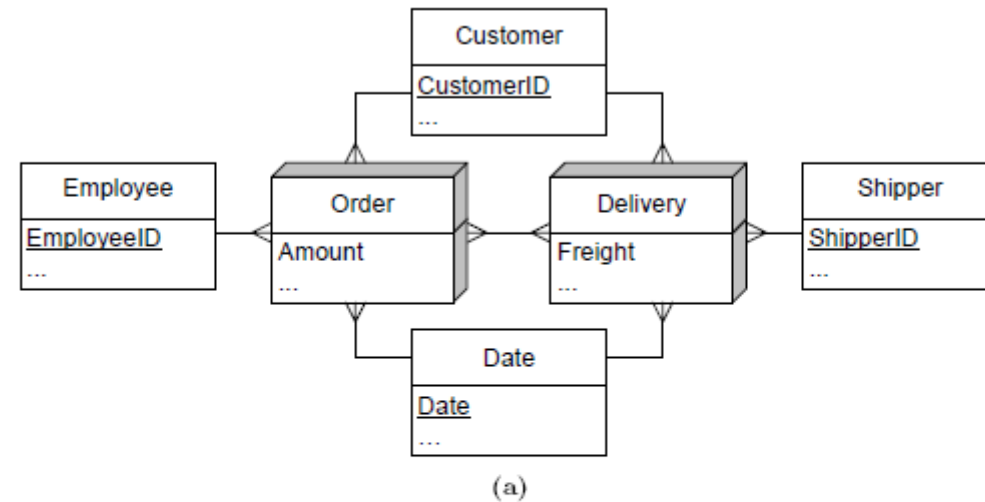 Customer
CustomerID
...
Employee
EmployeeID
...
Order
Amount
...
Delivery
Freight
...
Shipper
ShipperID
...
Date
Date
...
(a)